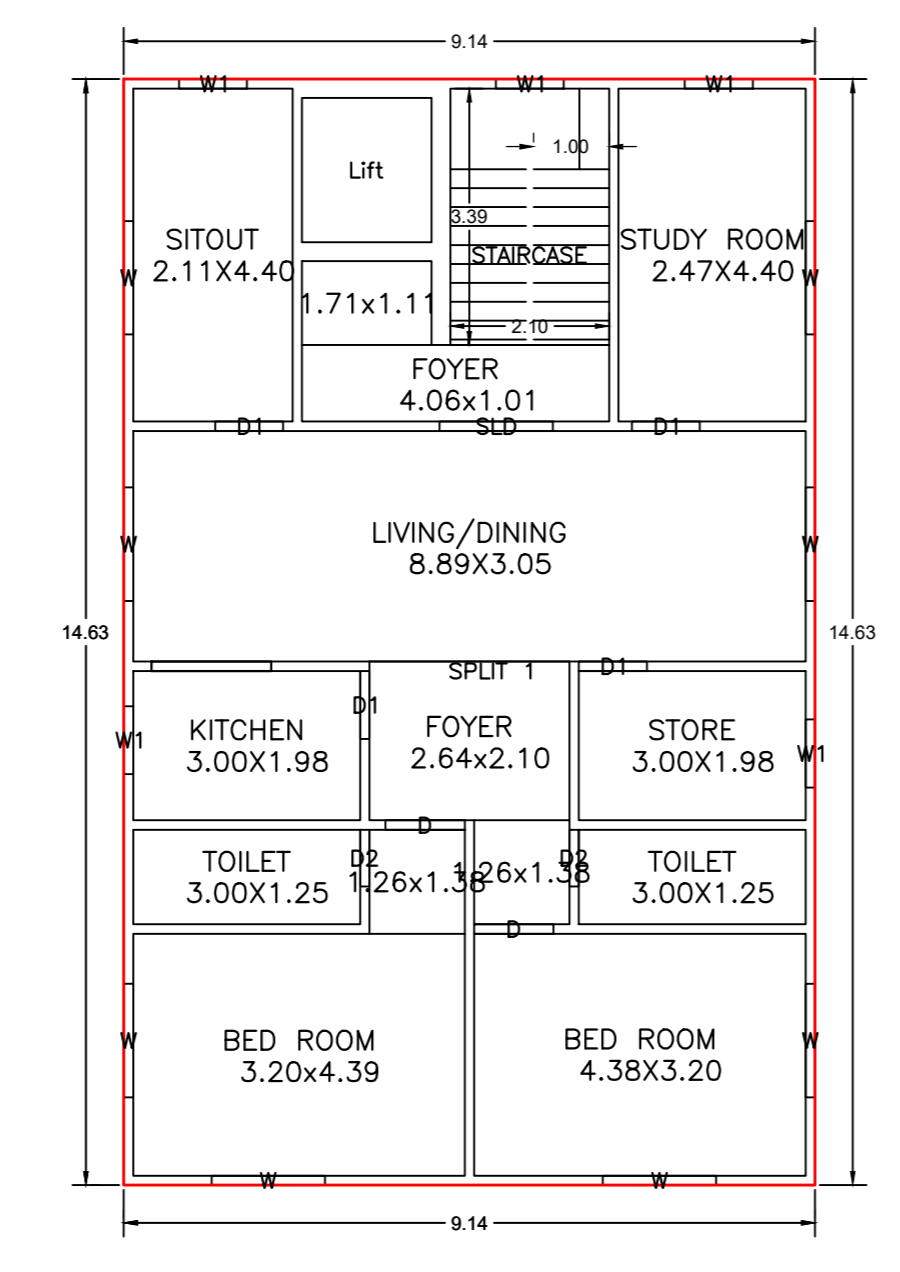 9.14
W1
W1
W1
1.00
Lift
3.39
SITOUT
2.11X4.40
STAIRCASE
STUDY ROOM
2.47X4.40
W
W
1.71x1.11
2.10
FOYER
4.06x1.01
D1
SLD
D1
LIVING/DINING
8.89X3.05
W
W
14.63
14.63
SPLIT 1
D1
D1
KITCHEN
3.00X1.98
FOYER
2.64x2.10
STORE
3.00X1.98
W1
W1
D
TOILET
3.00X1.25
D2
1.26x1.38
1.26x1.38
D2
TOILET
3.00X1.25
D
BED ROOM
3.20x4.39
BED ROOM
4.38X3.20
W
W
W
W
9.14